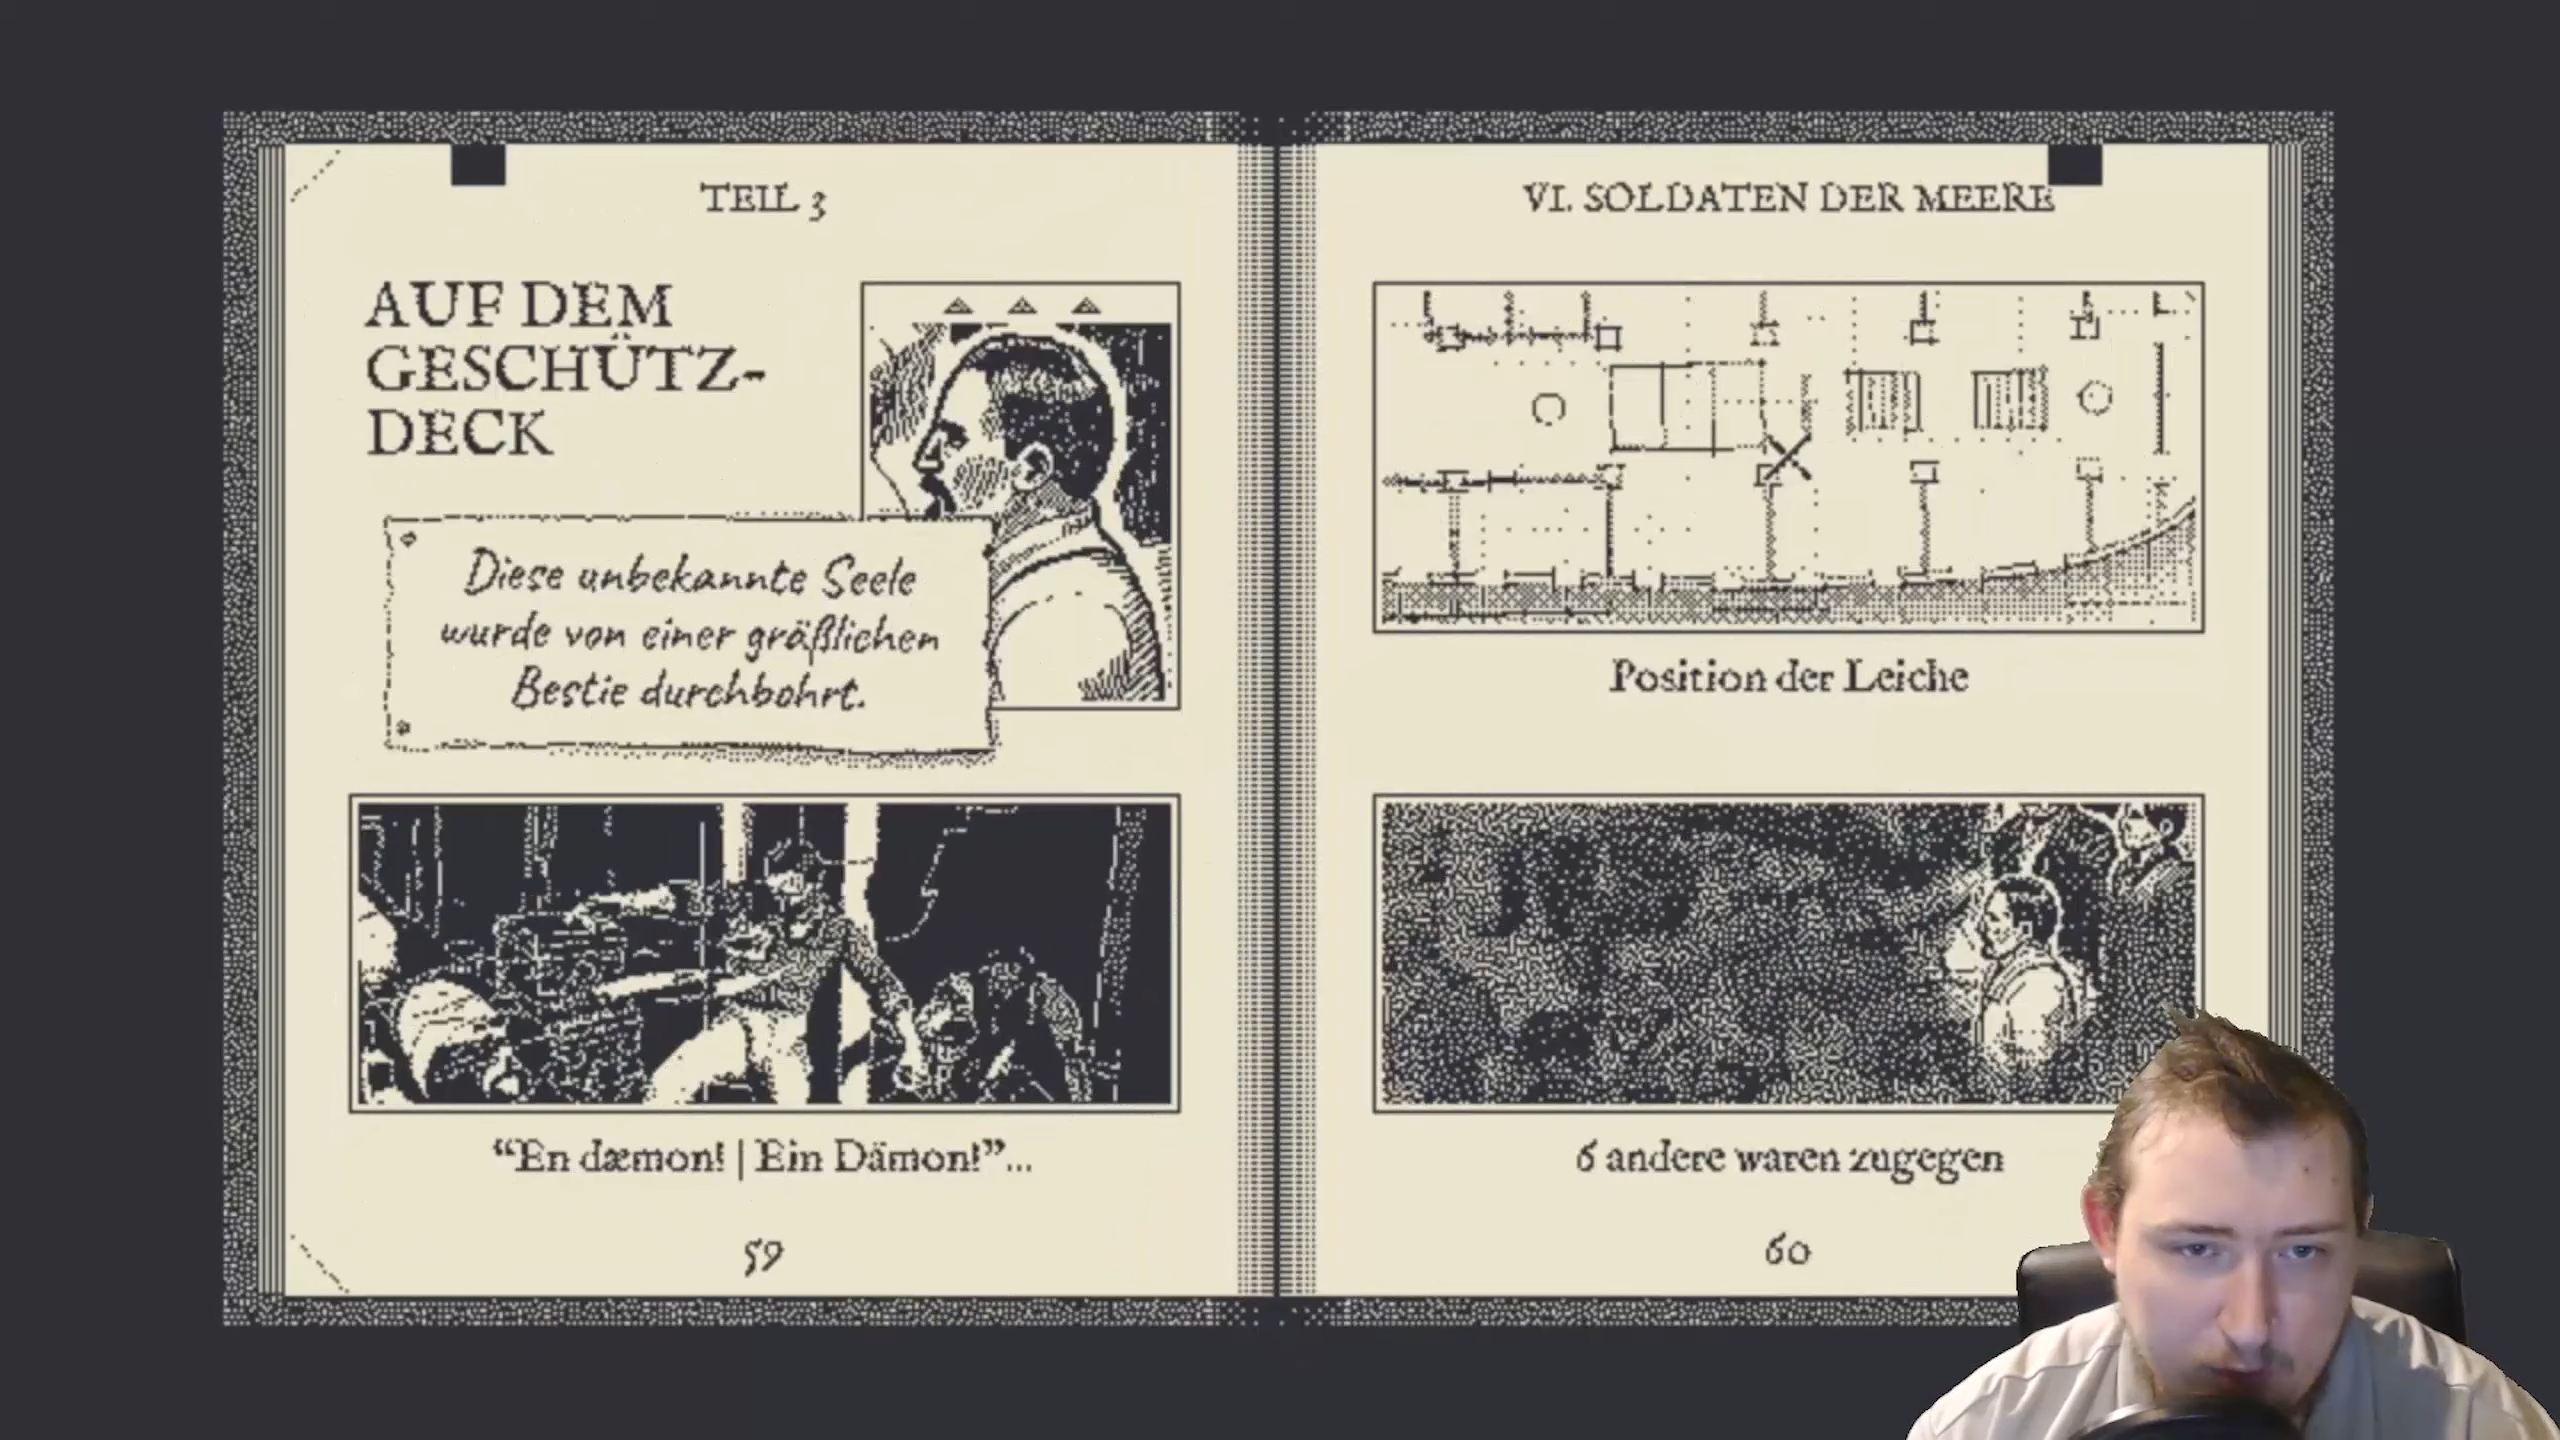 TEIL 3
AUF DEM
GESCHÜTZ-
DECK
Diese unbekannte Seele
wurde von einer gräßlichen
Bestie durchbohrt.
“En dæmon! | Ein Dämon!”...
59
VI. SOLDATEN DER MEERE
Position der Leiche
6 andere waren zugegen
60